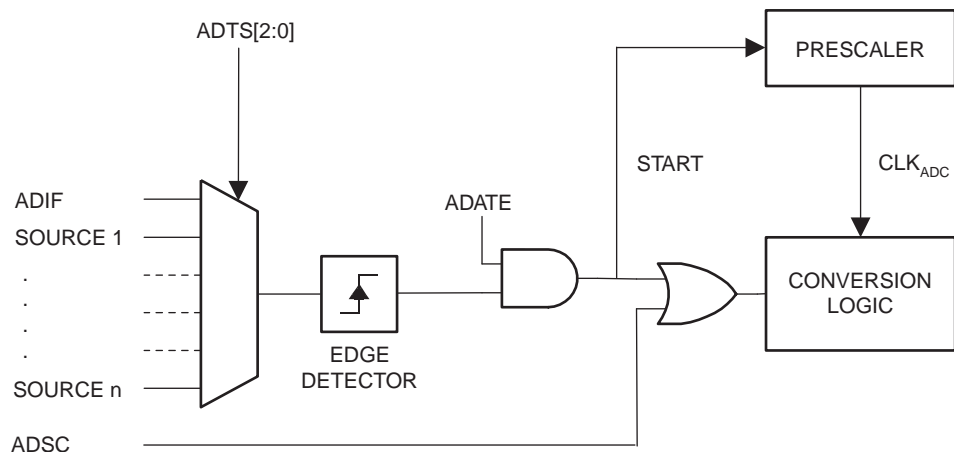 ADTS[2:0]
PRESCALER
START
CLKADC
ADIF
ADATE
SOURCE 1
.
.
.
.
CONVERSION
LOGIC
EDGE
DETECTOR
SOURCE n
ADSC